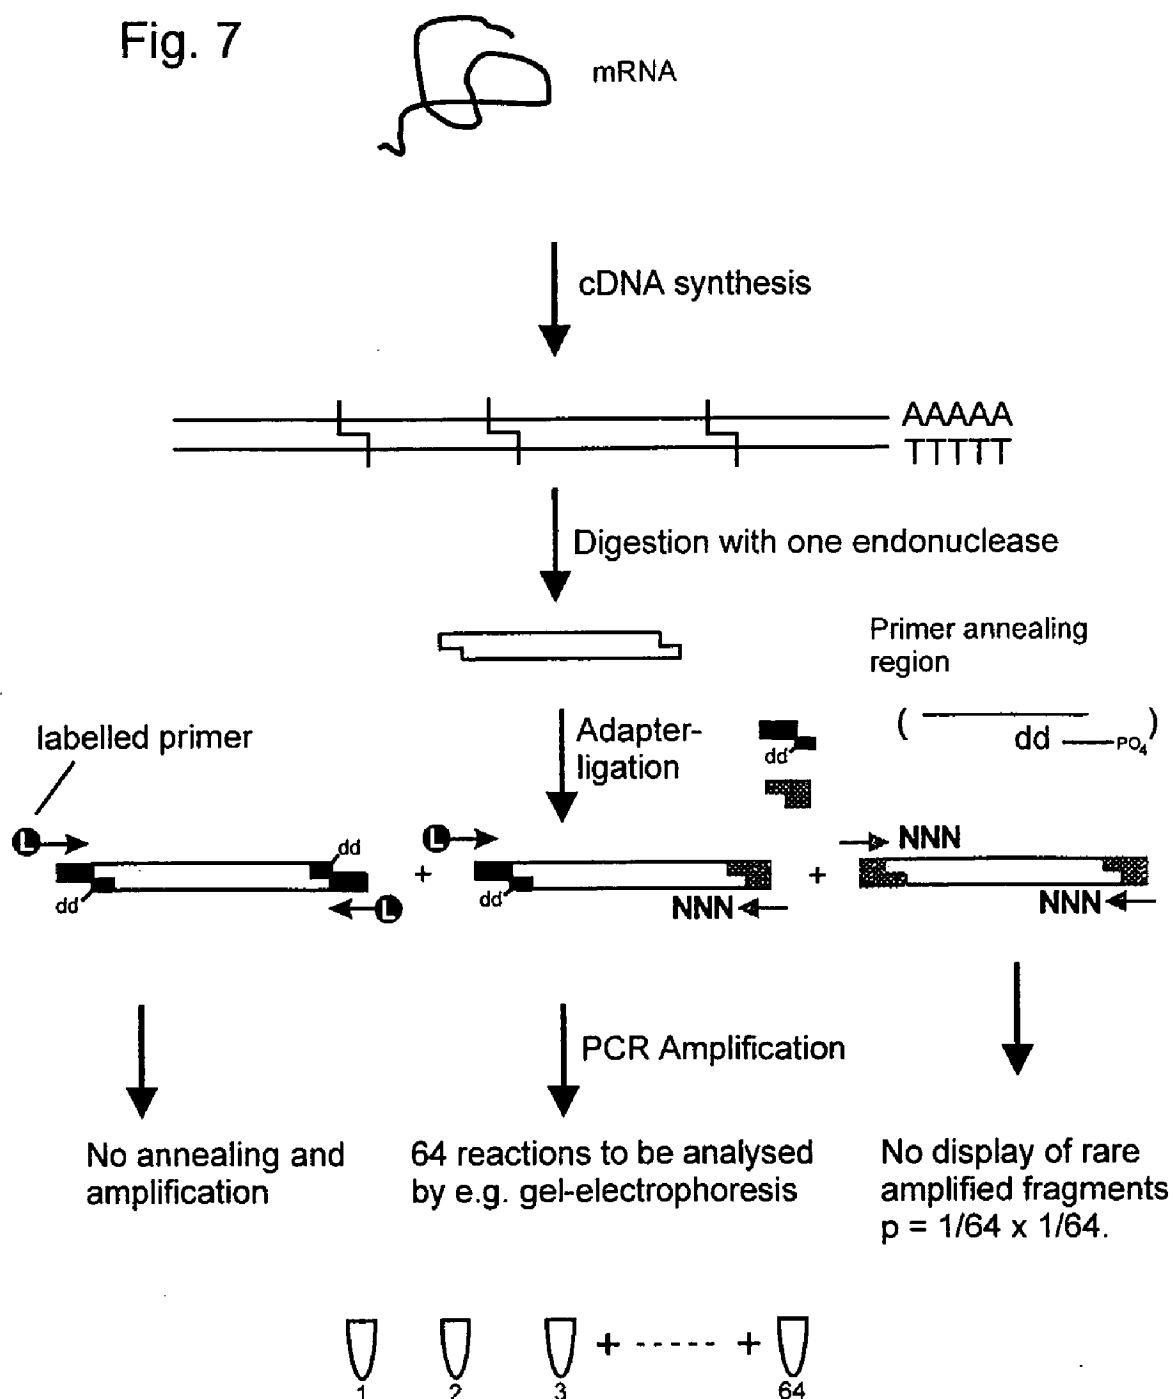 Fig. 7
mRNA
cDNA synthesis
AAAAA
TTTTT
Digestion with one endonuclease
Primer annealing
region
labelled primer
Adapter-
ligation
dd
( dd PO4 )
L
dd
dd
L
+
L
dd
NNN
+
NNN
NNN
PCR Amplification
No annealing and
amplification
64 reactions to be analysed
by e.g. gel-electrophoresis
No display of rare
amplified fragments
p = 1/64 x 1/64.
+ ----- +
1 2 3 64